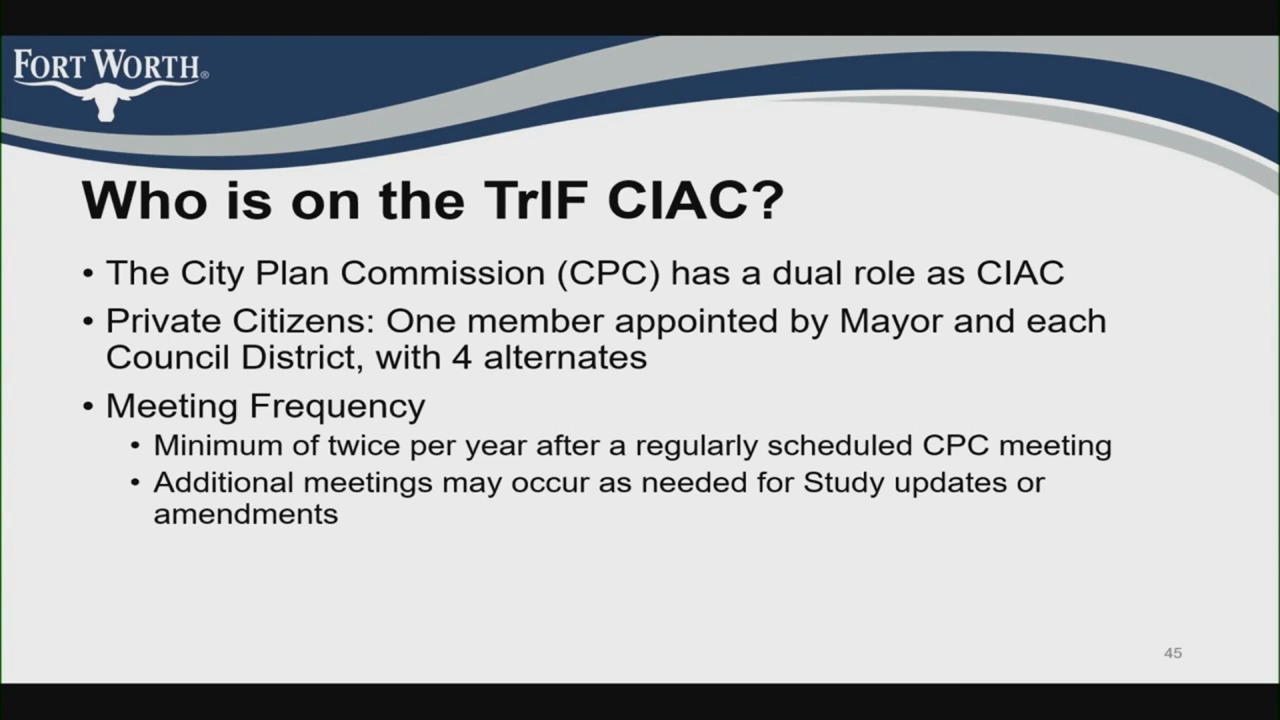 FORT WORTH®
Who is on the TrIF CIAC?
• The City Plan Commission (CPC) has a dual role as CIAC
• Private Citizens: One member appointed by Mayor and each
Council District, with 4 alternates
• Meeting Frequency
• Minimum of twice per year after a regularly scheduled CPC meeting
• Additional meetings may occur as needed for Study updates or
amendments
45